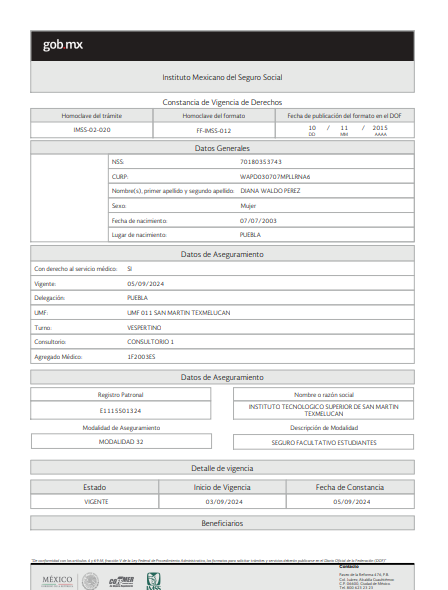 gob.mx
Instituto Mexicano del Seguro Social
Constancia de Vigencia de Derechos
Homoclave del trámite
Homoclave del formato
Fecha de publicación del formato en el DOF
IMSS-02-020
FF-IMSS-012
10 / 11 / 2015
DD MM AAAA
Datos Generales
NSS: 70180353743
CURP: WAPD030707MPLLRNA6
Nombre(s), primer apellido y segundo apellido: DIANA WALDO PEREZ
Sexo: Mujer
Fecha de nacimiento: 07/07/2003
Lugar de nacimiento: PUEBLA
Datos de Aseguramiento
Con derecho al servicio médico: SI
Vigente: 05/09/2024
Delegación: PUEBLA
UMF: UMF 011 SAN MARTIN TEXMELUCAN
Turno: VESPERTINO
Consultorio: CONSULTORIO 1
Agregado Médico: 1F2003ES
Datos de Aseguramiento
Registro Patronal
Nombre o razón social
E1115501324
INSTITUTO TECNOLOGICO SUPERIOR DE SAN MARTIN
TEXMELUCAN
Modalidad de Aseguramiento
Descripción de Modalidad
MODALIDAD 32
SEGURO FACULTATIVO ESTUDIANTES
Detalle de vigencia
Estado
Inicio de Vigencia
Fecha de Constancia
VIGENTE
03/09/2024
05/09/2024
Beneficiarios
"De conformidad con los artículos 4 y 69-M, fracción V de la Ley Federal de Procedimiento Administrativo, los formatos para solicitar trámites y servicios deberán publicarse en el Diario Oficial de la Federación (DOF)"
Contacto
MÉXICO
IMSS
Paseo de la Reforma 476, P.B.
Col. Juárez, Alcaldía Cuauhtémoc
C.P. 06600, Ciudad de México.
Tel. 800 623 23 23